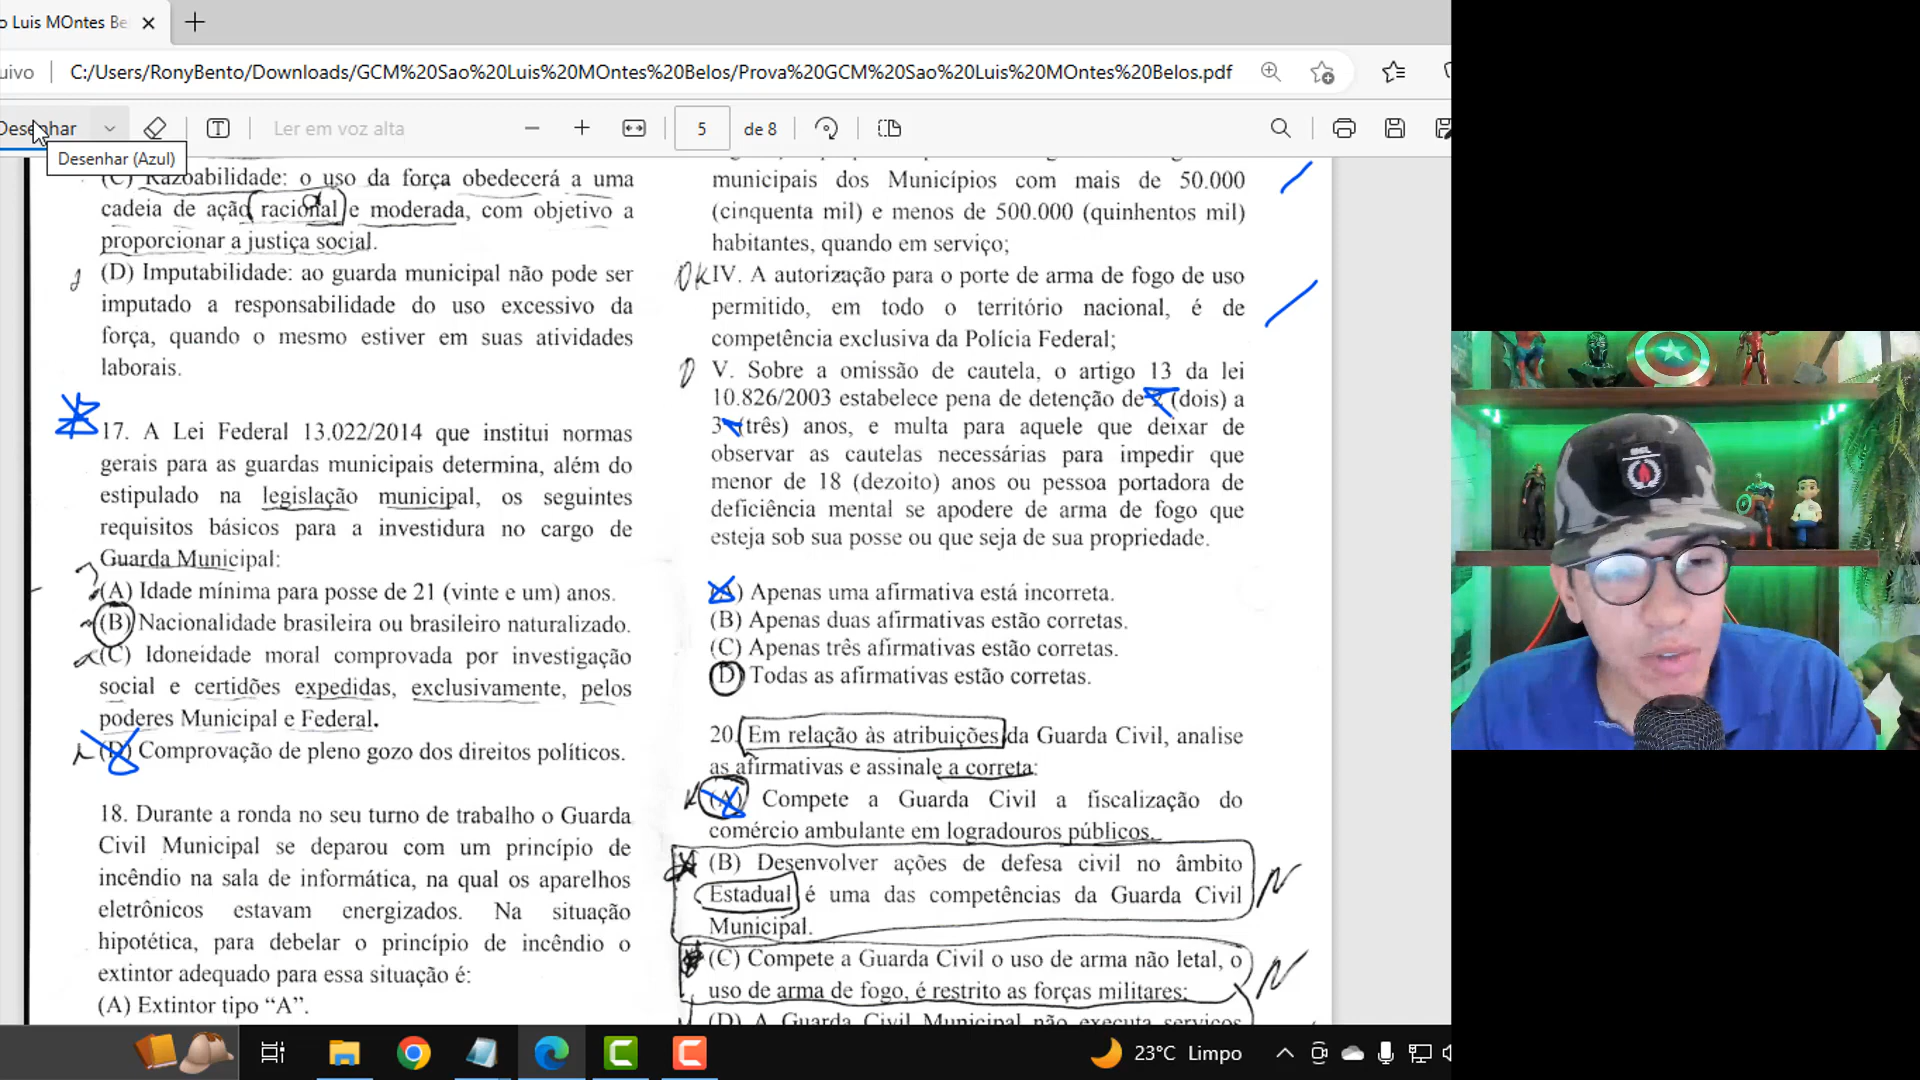 o Luis MOntes Be
uivo
C:/Users/RonyBento/Downloads/GCM%20Sao%20Luis%20MOntes%20Belos/Prova%20GCM%20Sao%20Luis%20MOntes%20Belos.pdf
Desenhar
Ler em voz alta
5
de 8
Desenhar (Azul)
(C) Razoabilidade: o uso da força obedecerá a uma
cadeia de ação racional e moderada, com objetivo a
proporcionar a justiça social.
(D) Imputabilidade: ao guarda municipal não pode ser
imputado a responsabilidade do uso excessivo da
força, quando o mesmo estiver em suas atividades
laborais.
17. A Lei Federal 13.022/2014 que institui normas
gerais para as guardas municipais determina, além do
estipulado na legislação municipal, os seguintes
requisitos básicos para a investidura no cargo de
Guarda Municipal:
(A) Idade mínima para posse de 21 (vinte e um) anos.
(B) Nacionalidade brasileira ou brasileiro naturalizado.
(C) Idoneidade moral comprovada por investigação
social e certidões expedidas, exclusivamente, pelos
poderes Municipal e Federal.
(D) Comprovação de pleno gozo dos direitos políticos.
18. Durante a ronda no seu turno de trabalho o Guarda
Civil Municipal se deparou com um princípio de
incêndio na sala de informática, na qual os aparelhos
eletrônicos estavam energizados. Na situação
hipotética, para debelar o princípio de incêndio o
extintor adequado para essa situação é:
(A) Extintor tipo “A”.
municipais dos Municípios com mais de 50.000
(cinquenta mil) e menos de 500.000 (quinhentos mil)
habitantes, quando em serviço;
OK IV. A autorização para o porte de arma de fogo de uso
permitido, em todo o território nacional, é de
competência exclusiva da Polícia Federal;
V. Sobre a omissão de cautela, o artigo 13 da lei
10.826/2003 estabelece pena de detenção de 2 (dois) a
3 (três) anos, e multa para aquele que deixar de
observar as cautelas necessárias para impedir que
menor de 18 (dezoito) anos ou pessoa portadora de
deficiência mental se apodere de arma de fogo que
esteja sob sua posse ou que seja de sua propriedade.
(A) Apenas uma afirmativa está incorreta.
(B) Apenas duas afirmativas estão corretas.
(C) Apenas três afirmativas estão corretas.
(D) Todas as afirmativas estão corretas.
20. Em relação às atribuições da Guarda Civil, analise
as afirmativas e assinale a correta:
(A) Compete a Guarda Civil a fiscalização do
comércio ambulante em logradouros públicos.
(B) Desenvolver ações de defesa civil no âmbito
Estadual é uma das competências da Guarda Civil
Municipal.
N
(C) Compete a Guarda Civil o uso de arma não letal, o
uso de arma de fogo, é restrito as forças militares;
N
(D) A Guarda Civil Municipal não executa serviços
23°C Limpo